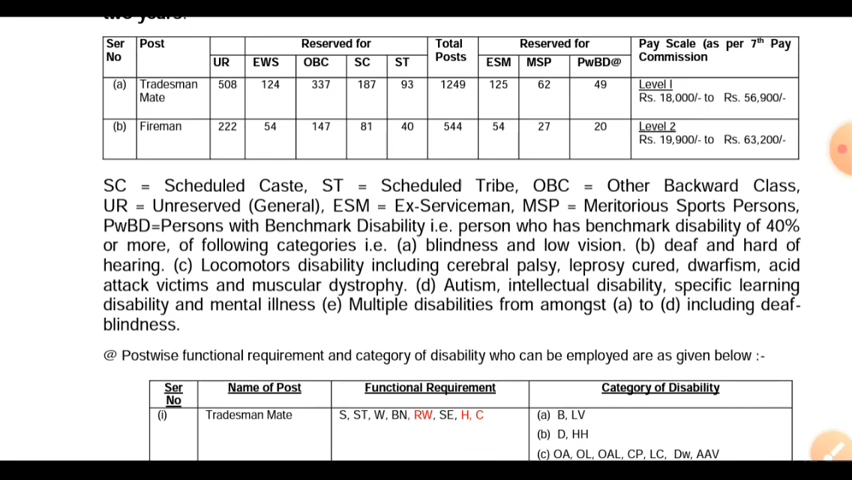 two years.
Ser No Post Reserved for Total Posts Reserved for Pay Scale (as per 7th Pay Commission
UR EWS OBC SC ST ESM MSP PwBD@
(a) Tradesman Mate 508 124 337 187 93 1249 125 62 49 Level I
Rs. 18,000/- to Rs. 56,900/-
(b) Fireman 222 54 147 81 40 544 54 27 20 Level 2
Rs. 19,900/- to Rs. 63,200/-
SC = Scheduled Caste, ST = Scheduled Tribe, OBC = Other Backward Class,
UR = Unreserved (General), ESM = Ex-Serviceman, MSP = Meritorious Sports Persons,
PwBD=Persons with Benchmark Disability i.e. person who has benchmark disability of 40%
or more, of following categories i.e. (a) blindness and low vision. (b) deaf and hard of
hearing. (c) Locomotors disability including cerebral palsy, leprosy cured, dwarfism, acid
attack victims and muscular dystrophy. (d) Autism, intellectual disability, specific learning
disability and mental illness (e) Multiple disabilities from amongst (a) to (d) including deaf-
blindness.
@ Postwise functional requirement and category of disability who can be employed are as given below :-
Ser No Name of Post Functional Requirement Category of Disability
(i) Tradesman Mate S, ST, W, BN, RW, SE, H, C (a) B, LV
(b) D, HH
(c) OA, OL, OAL, CP, LC, Dw, AAV